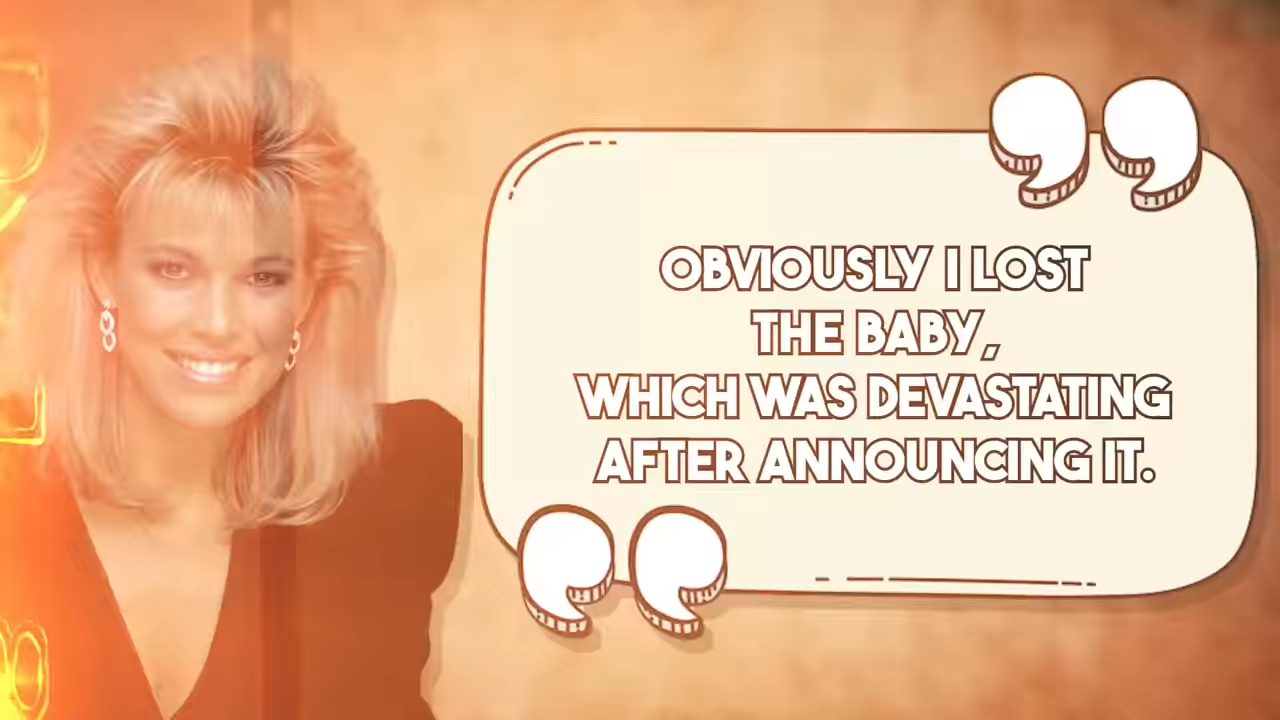 OBVIOUSLY I LOST
THE BABY,
WHICH WAS DEVASTATING
AFTER ANNOUNCING IT.